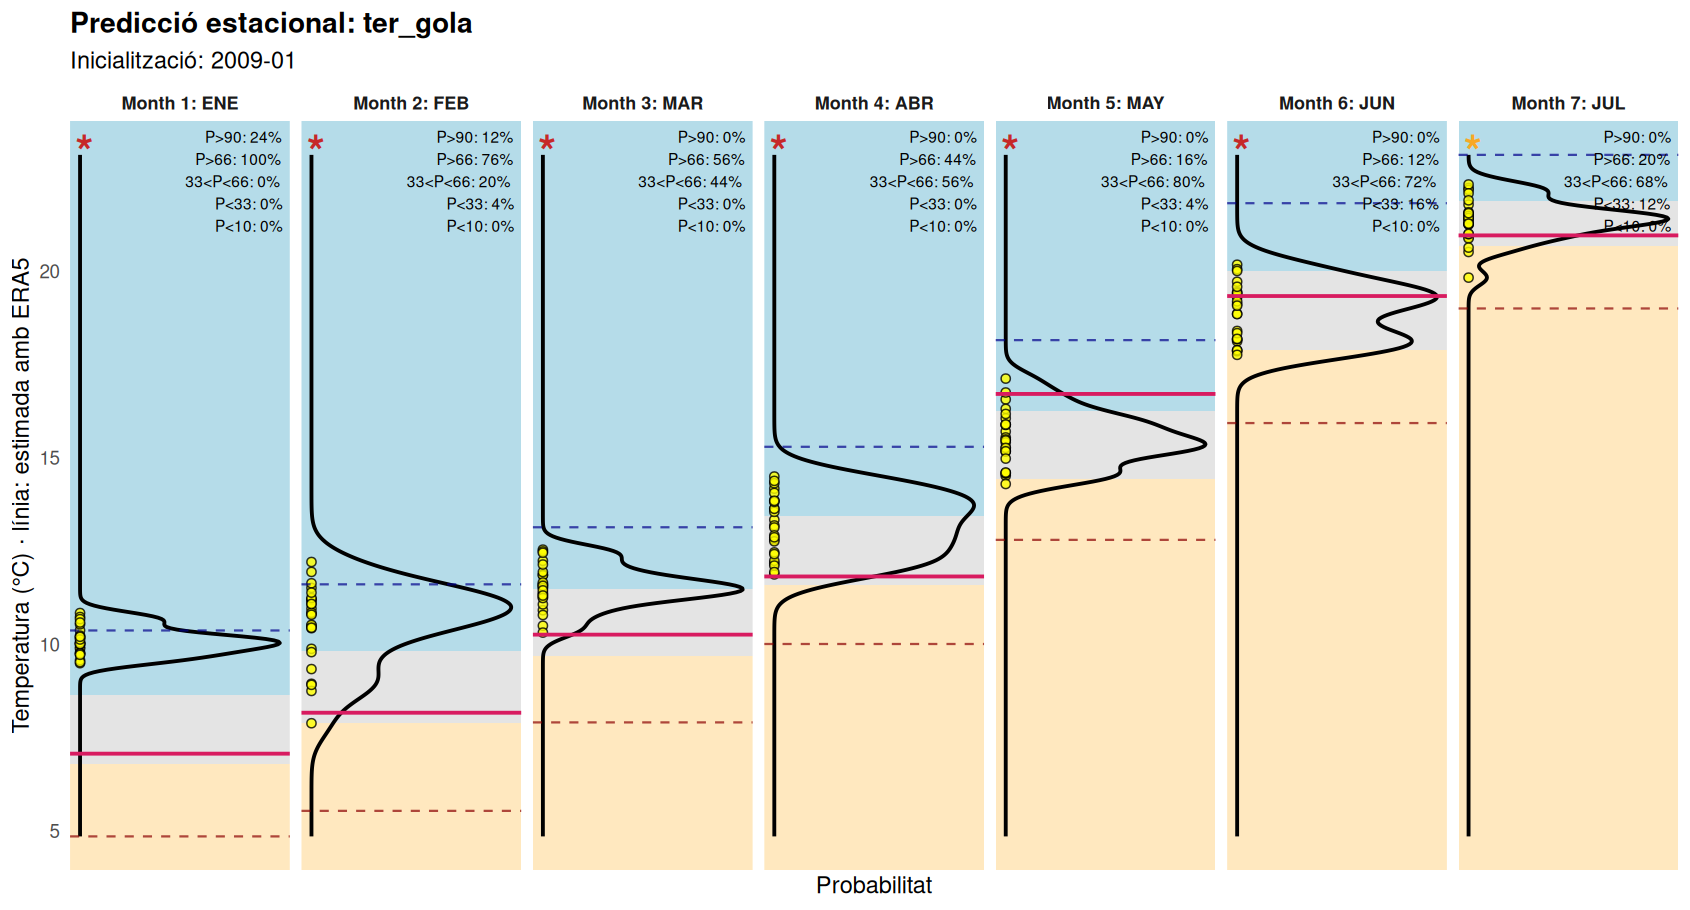 Predicció estacional: ter_gola
Inicialització: 2009-01
Month 1: ENE
Month 2: FEB
Month 3: MAR
Month 4: ABR
Month 5: MAY
Month 6: JUN
Month 7: JUL
*
P>90: 24%
P>66: 100%
33<P<66: 0%
P<33: 0%
P<10: 0%
*
P>90: 12%
P>66: 76%
33<P<66: 20%
P<33: 4%
P<10: 0%
*
P>90: 0%
P>66: 56%
33<P<66: 44%
P<33: 0%
P<10: 0%
*
P>90: 0%
P>66: 44%
33<P<66: 56%
P<33: 0%
P<10: 0%
*
P>90: 0%
P>66: 16%
33<P<66: 80%
P<33: 4%
P<10: 0%
*
P>90: 0%
P>66: 12%
33<P<66: 72%
P<33: 16%
P<10: 0%
*
P>90: 0%
P>66: 20%
33<P<66: 68%
P<33: 12%
P<10: 0%
Temperatura (°C) · línia: estimada amb ERA5
20
15
10
5
Probabilitat